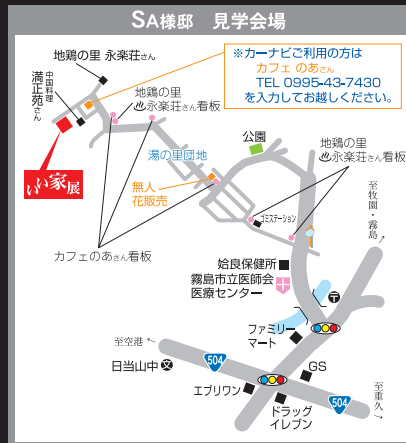 SA様邸 見学会場
地鶏の里 永楽荘さん
※カーナビご利用の方は
カフェ のあさん
TEL 0995-43-7430
を入力してお越しください。
中国料理
満正苑さん
地鶏の里
♨永楽荘さん看板
公園
地鶏の里
♨永楽荘さん看板
湯の里団地
いい家展
無人
花販売
至牧園・霧島
ゴミステーション
カフェのあさん看板
姶良保健所
霧島市立医師会
医療センター
〒
ファミリー
マート
至空港
504
日当山中 文
GS
エブリワン
504
ドラッグ
イレブン
至重久